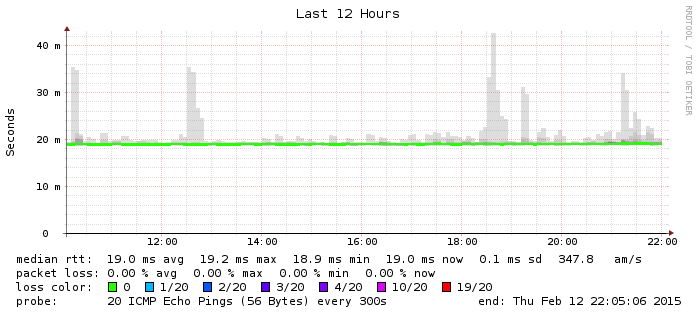 Last 12 Hours
RRDTOOL / TOBI OETIKER
Seconds
40 m
30 m
20 m
10 m
0
12:00 14:00 16:00 18:00 20:00 22:00
median rtt: 19.0 ms avg 19.2 ms max 18.9 ms min 19.0 ms now 0.1 ms sd 347.8 am/s
packet loss: 0.00 % avg 0.00 % max 0.00 % min 0.00 % now
loss color: 0 1/20 2/20 3/20 4/20 10/20 19/20
probe: 20 ICMP Echo Pings (56 Bytes) every 300s end: Thu Feb 12 22:05:06 2015